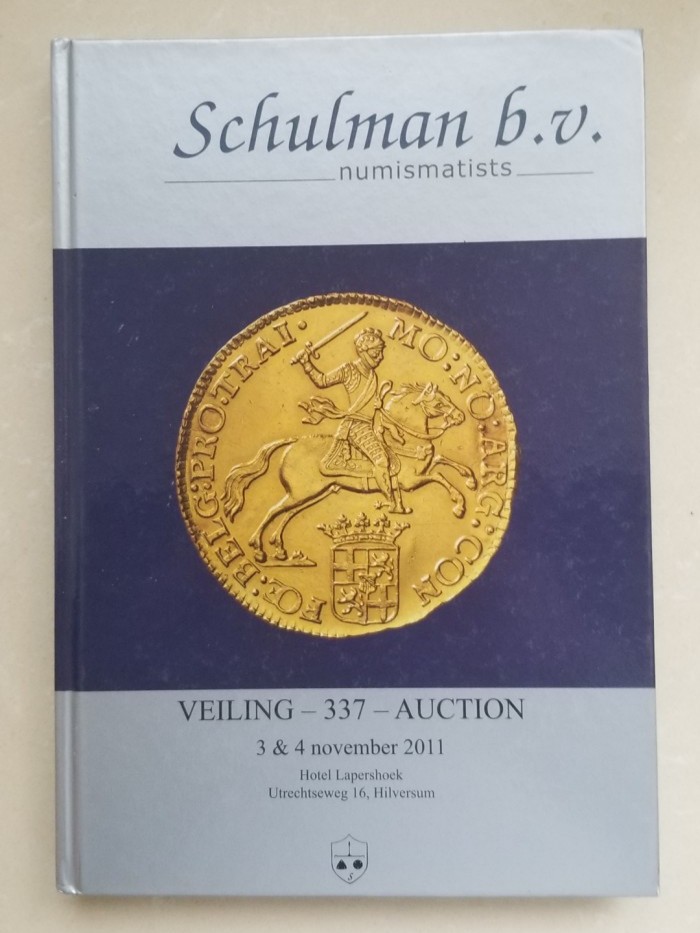 Schulman b.v.
numismatists
MO:NO:ARG:CON
FŒ:BELG:PRO:TRAI·
VEILING – 337 – AUCTION
3 & 4 november 2011
Hotel Lapershoek
Utrechtseweg 16, Hilversum
S